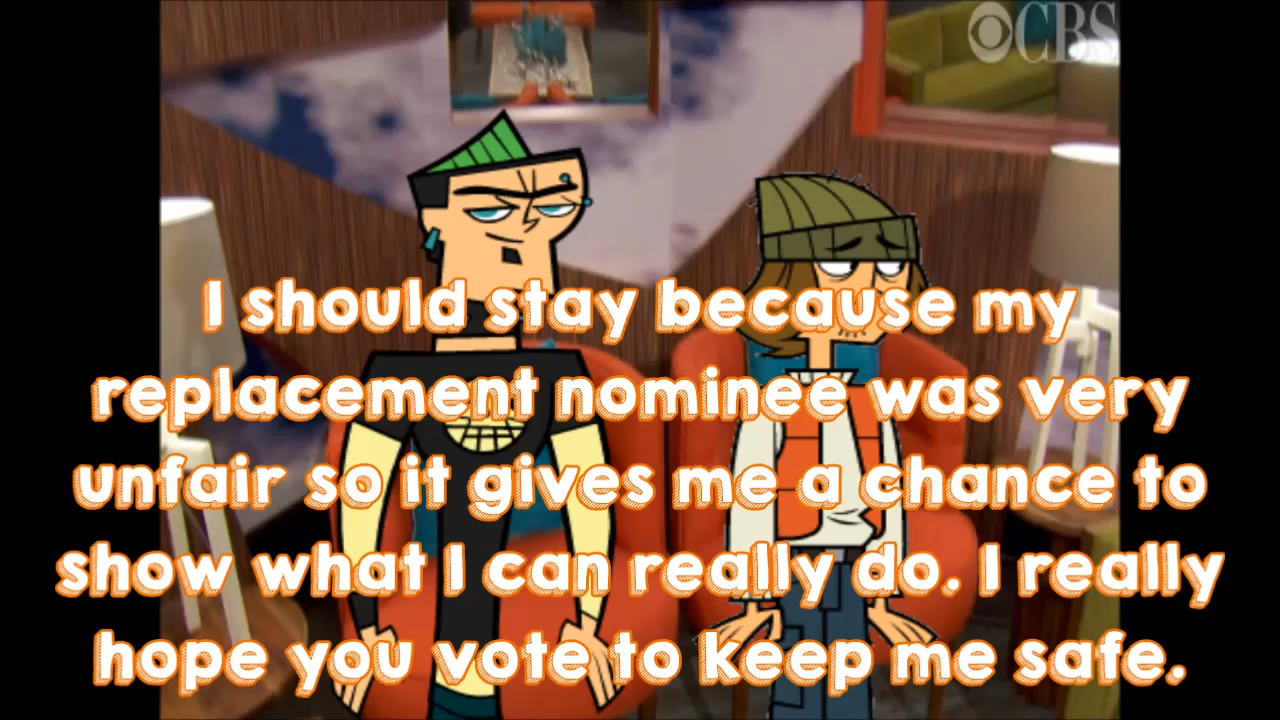 CBS
I should stay because my
replacement nominee was very
unfair so it gives me a chance to
show what I can really do. I really
hope you vote to keep me safe.